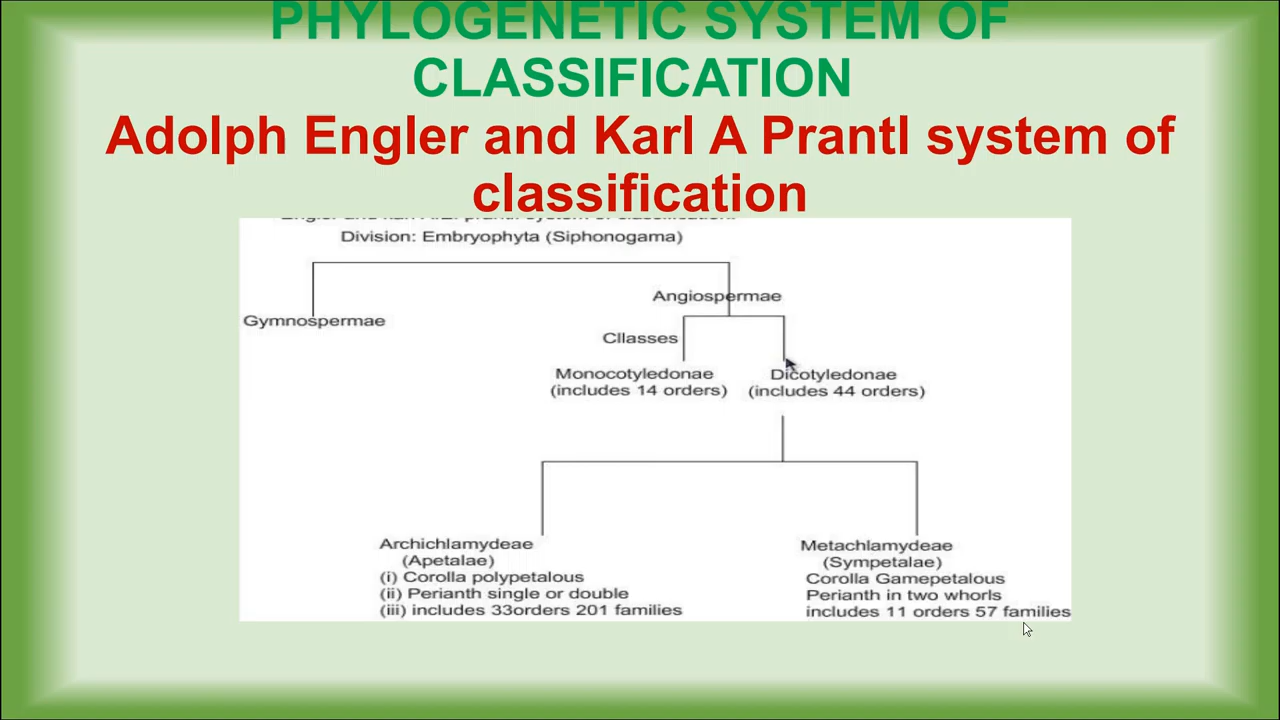 PHYLOGENETIC SYSTEM OF
CLASSIFICATION
Adolph Engler and Karl A Prantl system of
classification
Division: Embryophyta (Siphonogama)
Angiospermae
Gymnospermae
Cllasses
Monocotyledonae
(includes 14 orders)
Dicotyledonae
(includes 44 orders)
Archichlamydeae
(Apetalae)
(i) Corolla polypetalous
(ii) Perianth single or double
(iii) includes 33orders 201 families
Metachlamydeae
(Sympetalae)
Corolla Gamepetalous
Perianth in two whorls
includes 11 orders 57 families